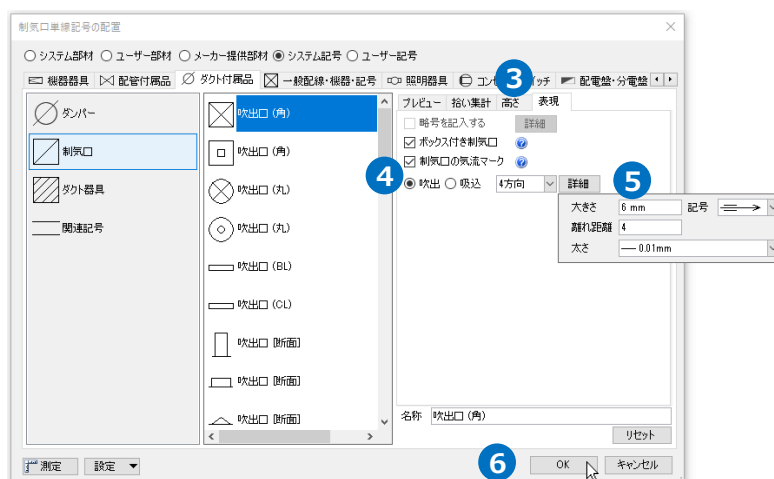 制気口単線記号の配置
システム部材 ユーザー部材 メーカー提供部材 システム記号 ユーザー記号
機器器具 配管付属品 ダクト付属品 一般配線・機器・記号 照明器具 配電盤・分電盤
3
ダンパー
制気口
ダクト器具
関連記号
吹出口 (角)
吹出口 (角)
吹出口 (丸)
吹出口 (丸)
吹出口 (BL)
吹出口 (CL)
吹出口 [断面]
吹出口 [断面]
吹出口 [断面]
プレビュー 拾い集計 高さ 表現
略号を記入する 詳細
ボックス付き制気口
制気口の気流マーク
4
吹出 吸込 4方向 詳細
5
大きさ 6 mm 記号
離れ距離 4
太さ 0.01mm
名称 吹出口 (角)
リセット
測定 設定
6
OK キャンセル